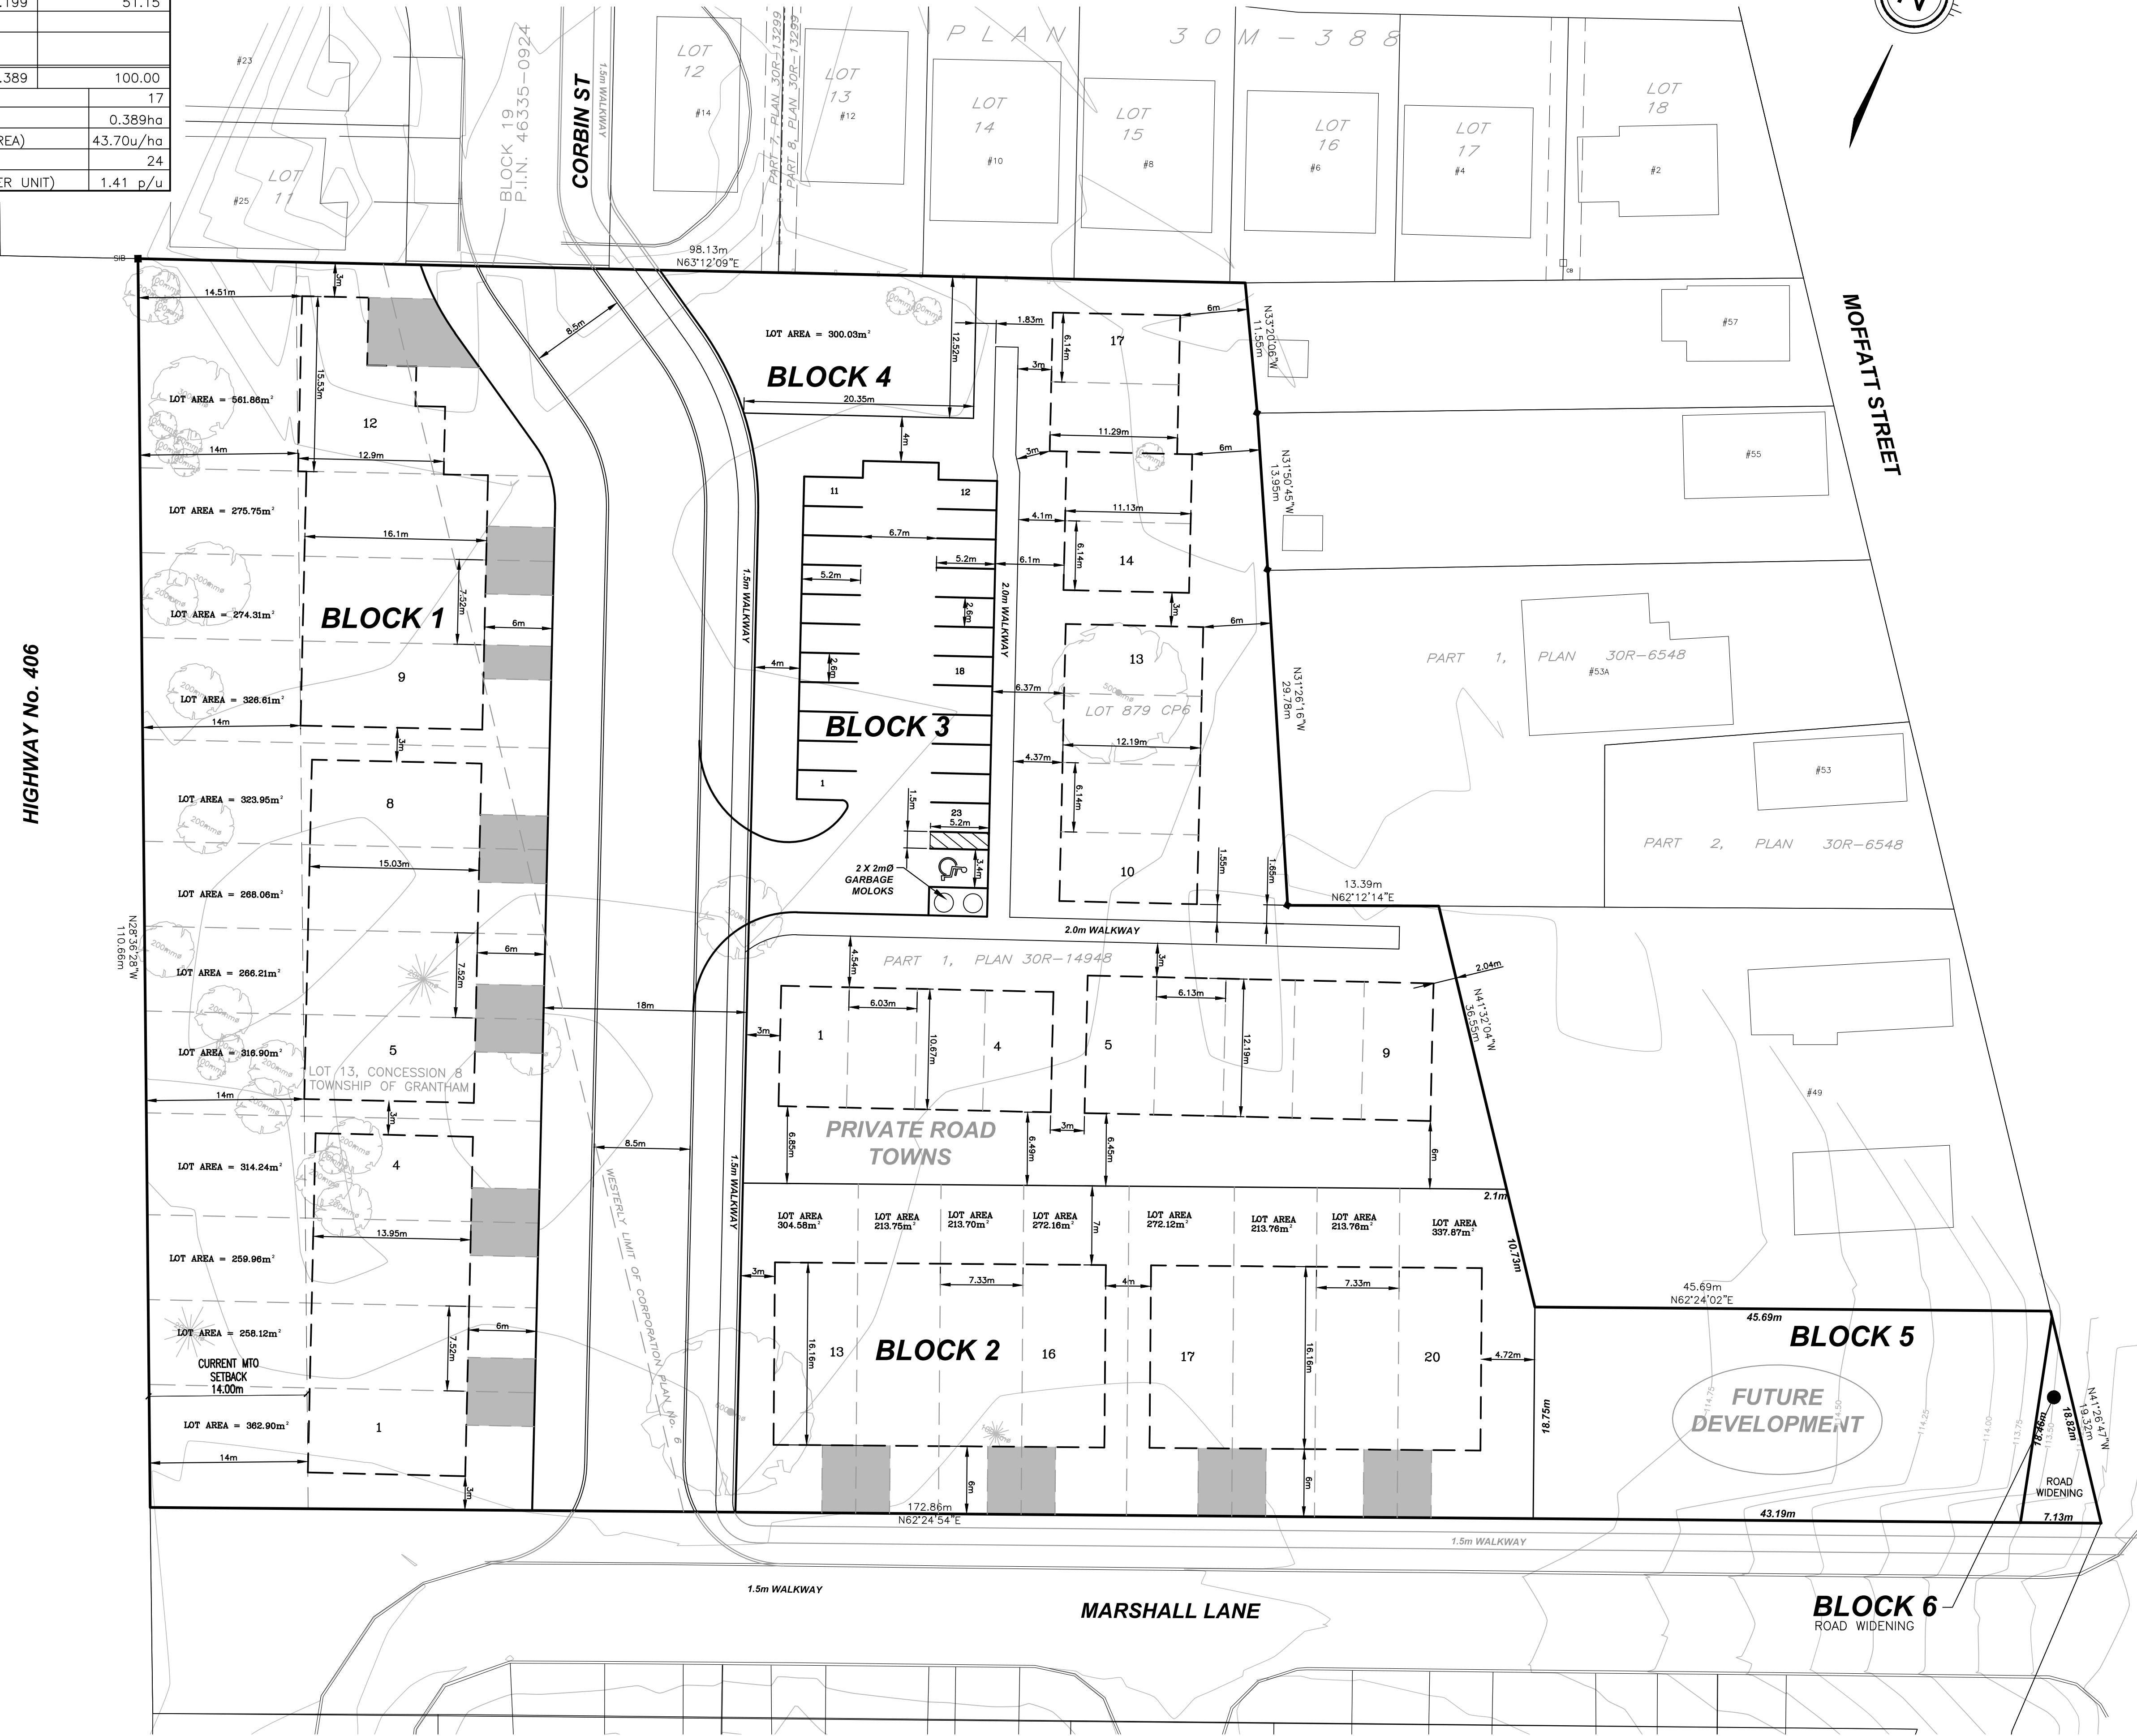 .199 51.15
.389 100.00
17
0.389ha
REA) 43.70u/ha
24
ER UNIT) 1.41 p/u
PLAN 30M-388
#23
LOT 11
#25
BLOCK 19
P.I.N. 46335-0924
CORBIN ST
1.5m WALKWAY
LOT 12
#14
PART 7, PLAN 30R-13299
PART 8, PLAN 30R-13299
LOT 13
#12
LOT 14
#10
LOT 15
#8
LOT 16
#6
LOT 17
#4
LOT 18
#2
CB
SIB
98.13m
N63°12'09"E
HIGHWAY No. 406
N28°36'28"W
110.66m
MOFFATT STREET
3m
14.51m
15.53m
LOT AREA = 561.86m²
12
14m
12.9m
LOT AREA = 275.75m²
16.1m
LOT AREA = 274.31m²
BLOCK 1
7.52m
6m
9
LOT AREA = 326.61m²
14m
3m
LOT AREA = 323.95m²
8
15.03m
LOT AREA = 268.06m²
LOT AREA = 266.21m²
7.52m
6m
5
LOT AREA = 316.90m²
LOT 13, CONCESSION 8
TOWNSHIP OF GRANTHAM
14m
3m
LOT AREA = 314.24m²
4
13.95m
LOT AREA = 259.96m²
LOT AREA = 258.12m²
7.52m
6m
CURRENT MTO
SETBACK
14.00m
LOT AREA = 362.90m²
1
14m
3m
8.5m
18m
8.5m
WESTERLY LIMIT OF CORPORATION PLAN No. 6
1.5m WALKWAY
1.5m WALKWAY
LOT AREA = 300.03m²
BLOCK 4
12.52m
20.35m
4m
11
12
6.7m
5.2m
5.2m
2.6m
2.6m
4m
18
BLOCK 3
1
1.5m
23
5.2m
3.4m
2 X 2mØ
GARBAGE
MOLOKS
2.0m WALKWAY
1.83m
6.14m
17
6m
3m
11.29m
3m
6m
4.1m
11.13m
6.1m
6.14m
14
3m
6m
13
6.37m
LOT 879 CP6
12.19m
4.37m
6.14m
10
1.55m
1.65m
N33°20'06"W
11.55m
N31°50'45"W
13.95m
N31°26'16"W
29.78m
13.39m
N62°12'14"E
#57
#55
PART 1, PLAN 30R-6548
#53A
#53
PART 2, PLAN 30R-6548
#49
2.0m WALKWAY
PART 1, PLAN 30R-14948
4.54m
3m
6.03m
3m
1
10.67m
4
5
6.13m
12.19m
9
2.04m
N41°32'04"W
36.55m
PRIVATE ROAD
TOWNS
6.85m
6.49m
3m
6.45m
6m
2.1m
LOT AREA
304.58m²
LOT AREA
213.75m²
LOT AREA
213.70m²
LOT AREA
272.16m²
7m
LOT AREA
272.12m²
LOT AREA
213.76m²
LOT AREA
213.76m²
LOT AREA
337.87m²
10.73m
3m
7.33m
4m
7.33m
16.16m
13
BLOCK 2
16
17
16.16m
20
4.72m
18.75m
6m
6m
172.86m
N62°24'54"E
45.69m
N62°24'02"E
45.69m
BLOCK 5
FUTURE
DEVELOPMENT
114.75
114.50
114.25
114.00
113.75
113.50
18.46m
18.82m
N41°26'47"W
19.32m
ROAD
WIDENING
43.19m
7.13m
1.5m WALKWAY
1.5m WALKWAY
MARSHALL LANE
BLOCK 6
ROAD WIDENING